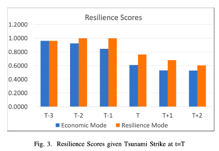 Resilience Scores
1.2000
1.0000
0.8000
0.6000
0.4000
0.2000
0.0000
T-3 T-2 T-1 T T+1 T+2
Economic Mode Resilience Mode
Fig. 3. Resilience Scores given Tsunami Strike at t=T